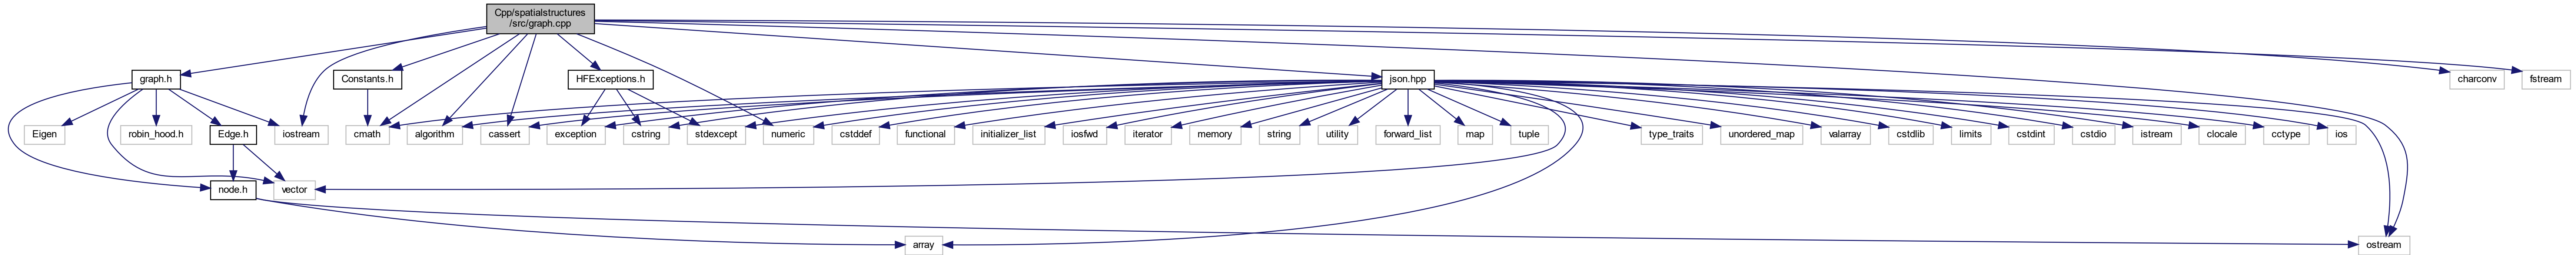 Cpp/spatialstructures
/src/graph.cpp
graph.h
Constants.h
HFExceptions.h
json.hpp
charconv
fstream
Eigen
robin_hood.h
Edge.h
iostream
cmath
algorithm
cassert
exception
cstring
stdexcept
numeric
cstddef
functional
initializer_list
iosfwd
iterator
memory
string
utility
forward_list
map
tuple
type_traits
unordered_map
valarray
cstdlib
limits
cstdint
cstdio
istream
clocale
cctype
ios
node.h
vector
array
ostream